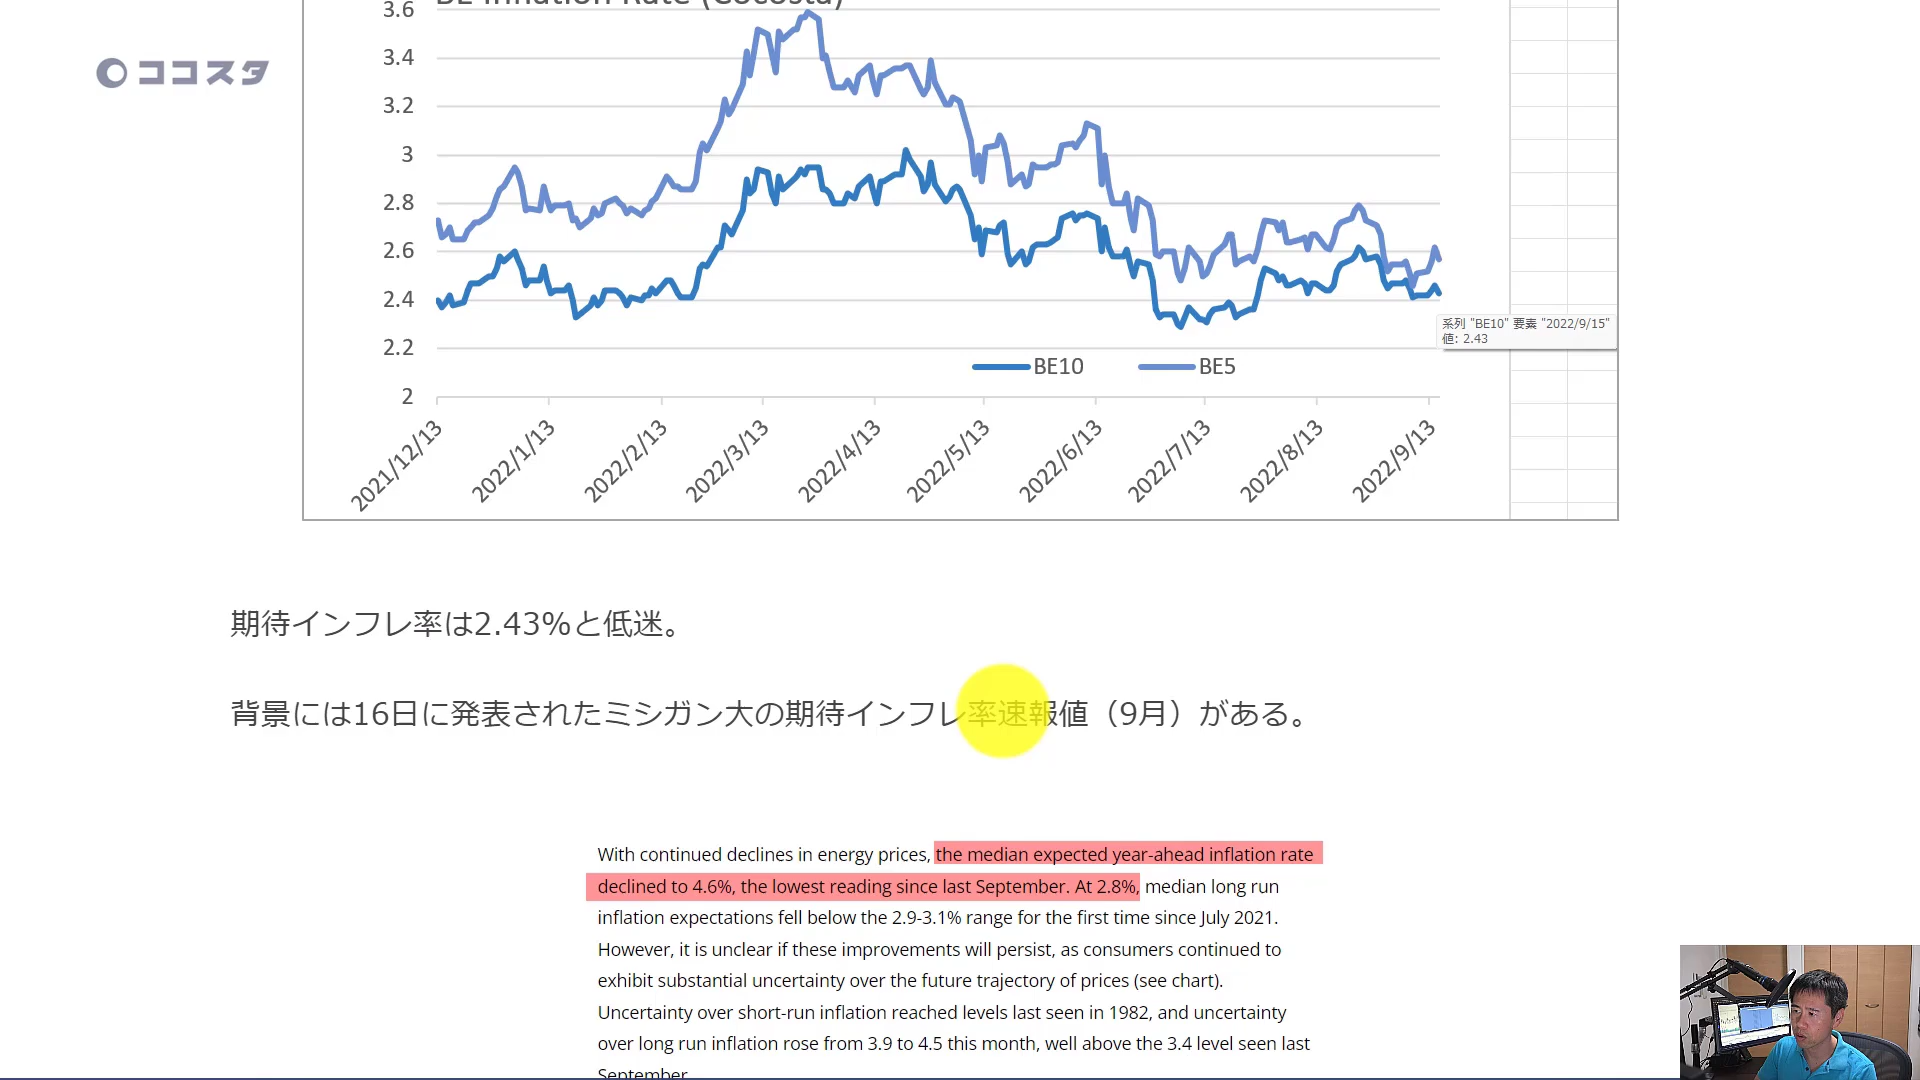 BE Inflation Rate (Cocosta)
3.6
3.4
3.2
3
2.8
2.6
2.4
2.2
2
ココスタ
系列 "BE10" 要素 "2022/9/15"
値: 2.43
BE10
BE5
2021/12/13
2022/1/13
2022/2/13
2022/3/13
2022/4/13
2022/5/13
2022/6/13
2022/7/13
2022/8/13
2022/9/13
期待インフレ率は2.43%と低迷。
背景には16日に発表されたミシガン大の期待インフレ率速報値（9月）がある。
With continued declines in energy prices, the median expected year-ahead inflation rate
declined to 4.6%, the lowest reading since last September. At 2.8%, median long run
inflation expectations fell below the 2.9-3.1% range for the first time since July 2021.
However, it is unclear if these improvements will persist, as consumers continued to
exhibit substantial uncertainty over the future trajectory of prices (see chart).
Uncertainty over short-run inflation reached levels last seen in 1982, and uncertainty
over long run inflation rose from 3.9 to 4.5 this month, well above the 3.4 level seen last
September.